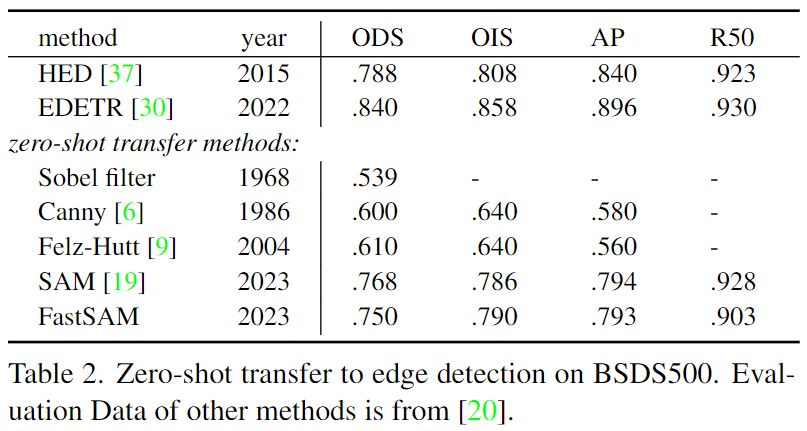 method year ODS OIS AP R50
HED [37] 2015 .788 .808 .840 .923
EDETR [30] 2022 .840 .858 .896 .930
zero-shot transfer methods:
Sobel filter 1968 .539 - - -
Canny [6] 1986 .600 .640 .580 -
Felz-Hutt [9] 2004 .610 .640 .560 -
SAM [19] 2023 .768 .786 .794 .928
FastSAM 2023 .750 .790 .793 .903
Table 2. Zero-shot transfer to edge detection on BSDS500. Eval-
uation Data of other methods is from [20].